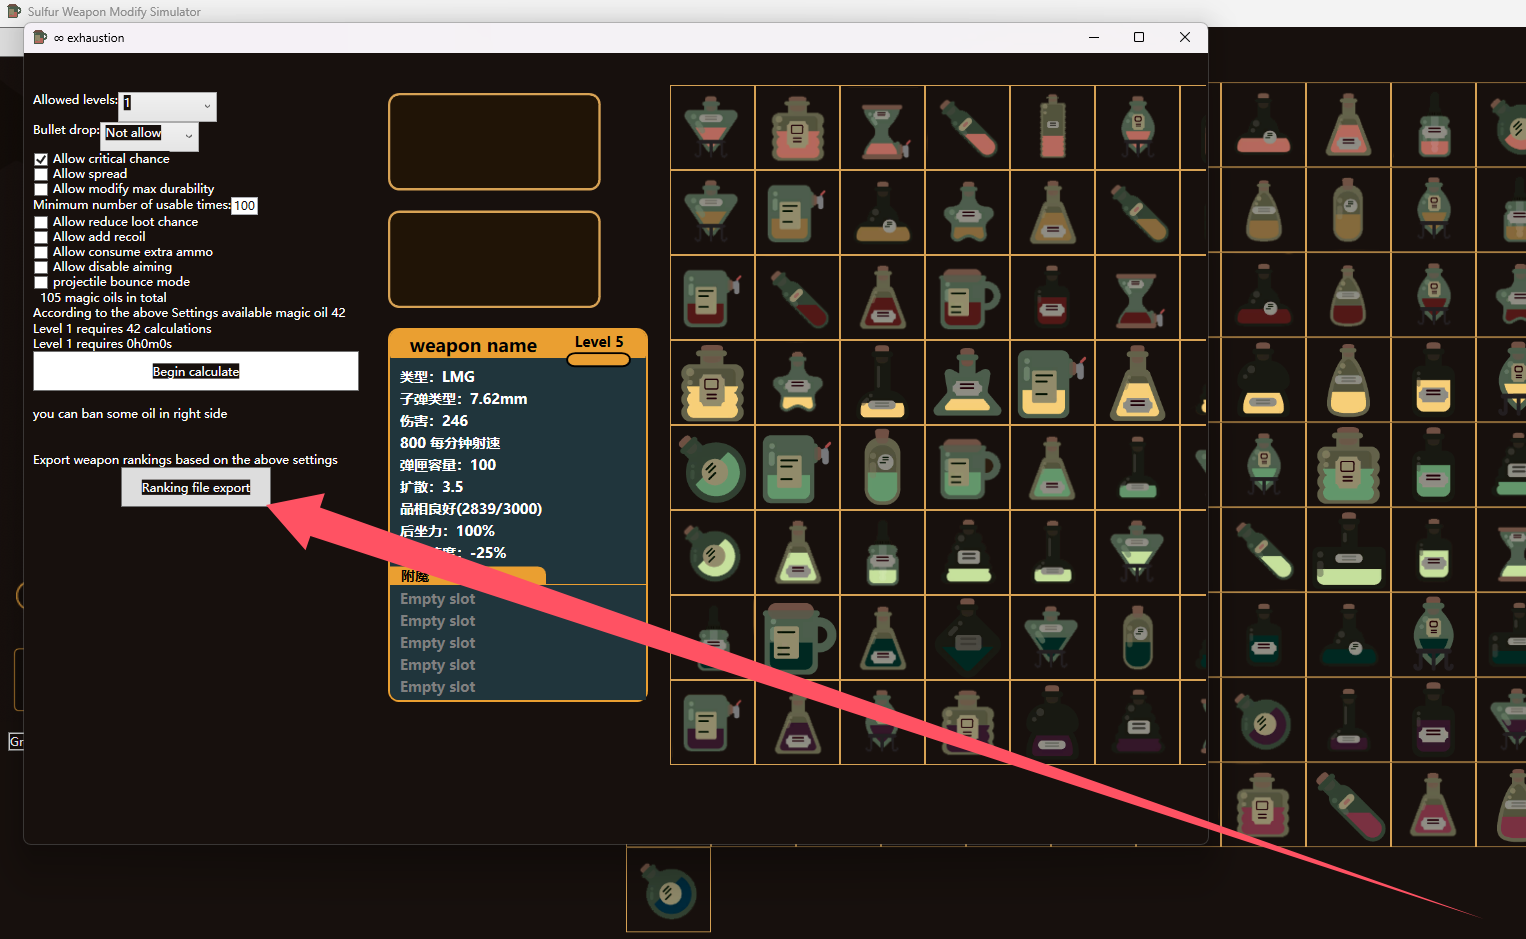 Sulfur Weapon Modify Simulator
∞ exhaustion
Allowed levels: 1
Bullet drop: Not allow
Allow critical chance
Allow spread
Allow modify max durability
Minimum number of usable times: 100
Allow reduce loot chance
Allow add recoil
Allow consume extra ammo
Allow disable aiming
projectile bounce mode
105 magic oils in total
According to the above Settings available magic oil 42
Level 1 requires 42 calculations
Level 1 requires 0h0m0s
Begin calculate
you can ban some oil in right side
Export weapon rankings based on the above settings
Ranking file export
weapon name
Level 5
类型：LMG
子弹类型：7.62mm
伤害：246
800 每分钟射速
弹匣容量：100
扩散：3.5
品相良好(2839/3000)
后坐力：100%
度：-25%
附魔
Empty slot
Empty slot
Empty slot
Empty slot
Empty slot
Gr